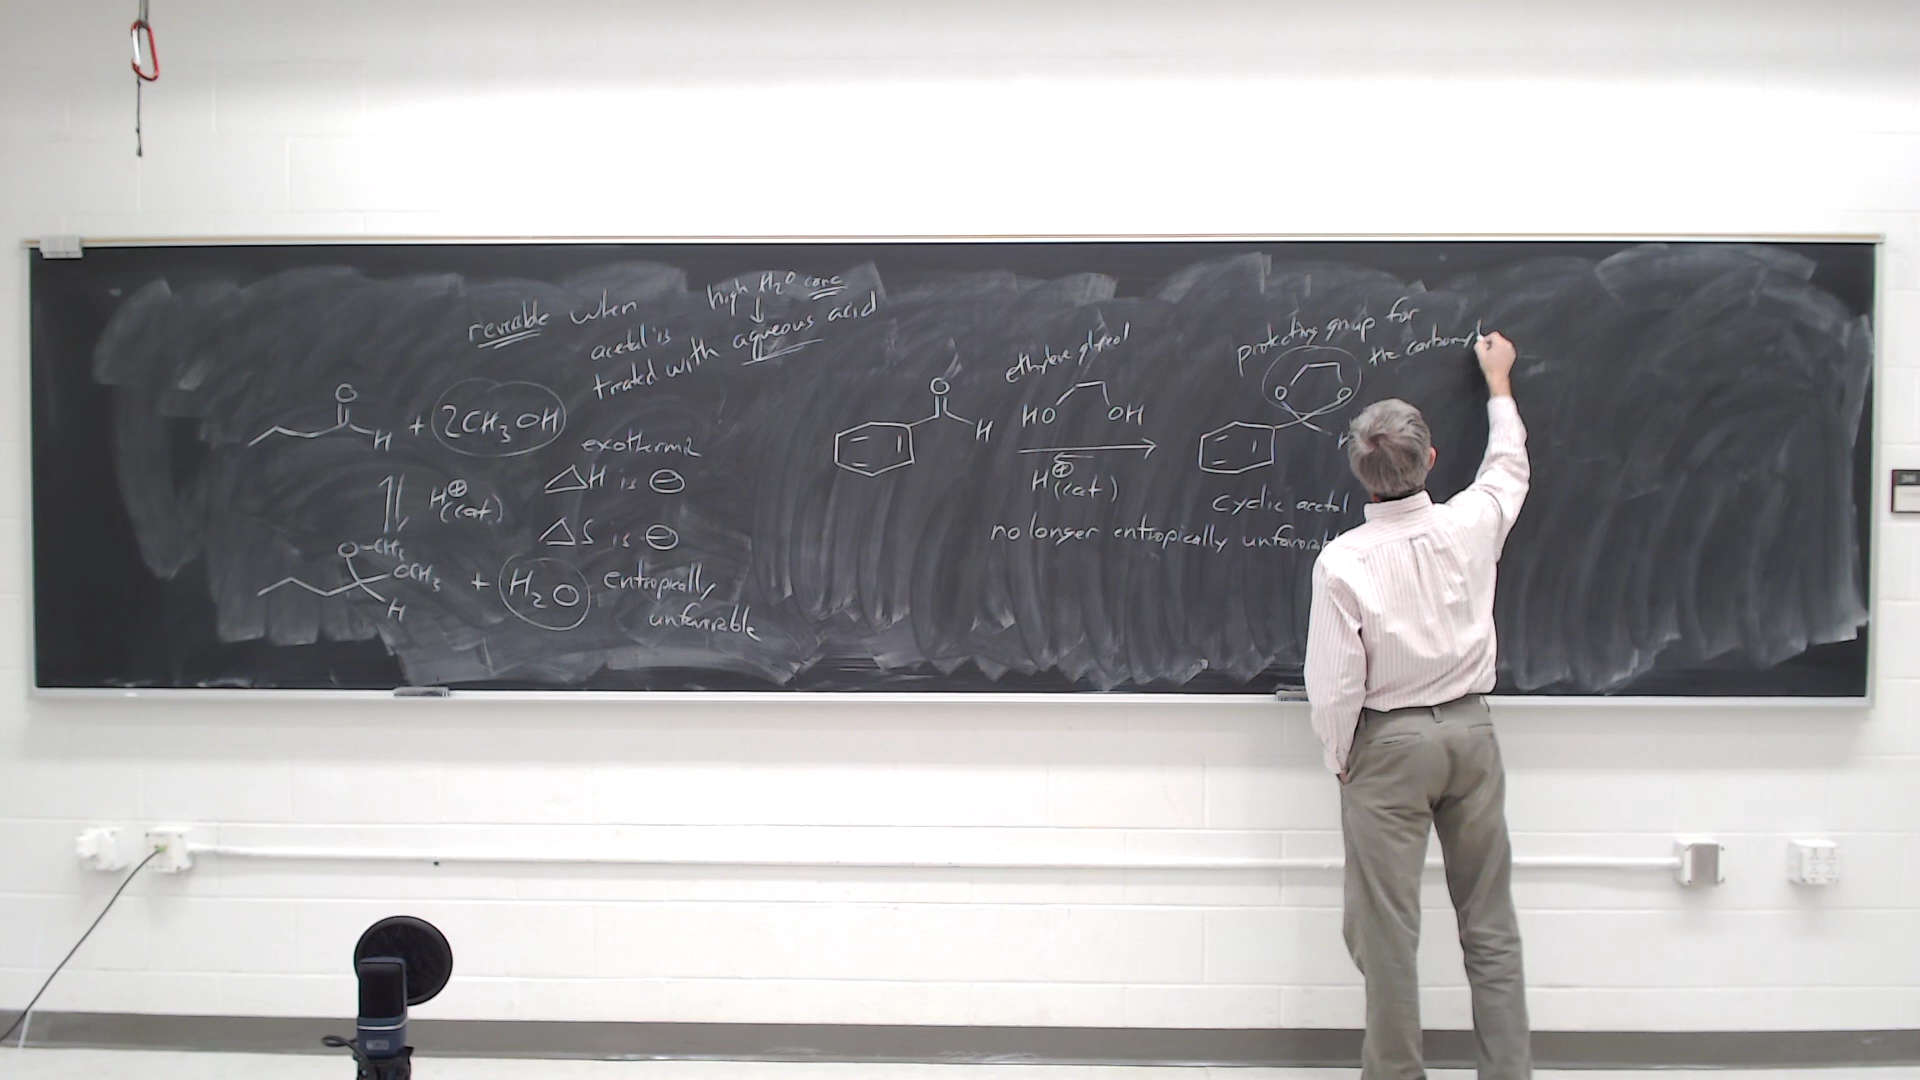 reversible when
high H₂O conc
acetal is
treated with aqueous acid
O
H
+ 2CH₃OH
exothermic
ΔH is ⊖
H⊕
(cat.)
ΔS is ⊖
O-CH₃
OCH₃
H
+ H₂O
entropically
unfavorable
O
H
ethylene glycol
HO OH
H⊕
(cat)
protecting group for
the carbonyl
O O
H
cyclic acetal
no longer entropically